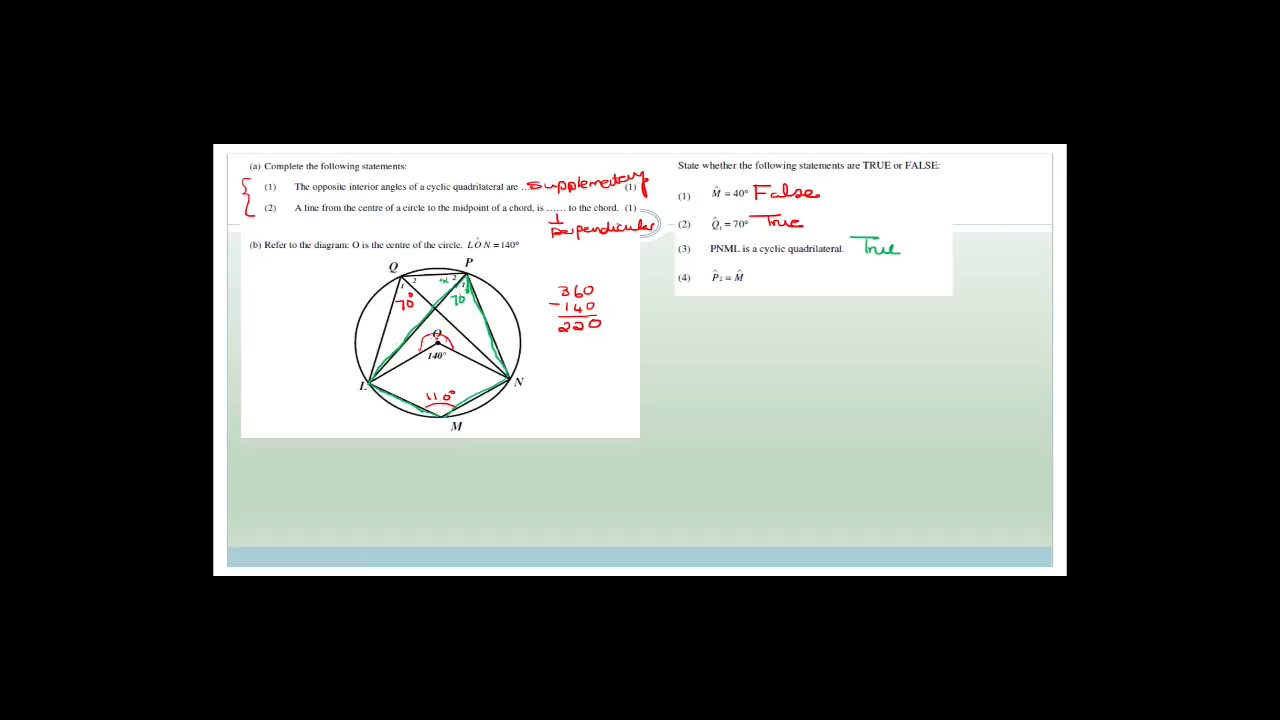 (a) Complete the following statements:
(1) The opposite interior angles of a cyclic quadrilateral are .... supplementary (1)
(2) A line from the centre of a circle to the midpoint of a chord, is ...... to the chord. (1)
⊥
Perpendicular
(b) Refer to the diagram: O is the centre of the circle. LÔN = 140°
Q P
1 2 2 1
70° 70
360
- 140
220
O
140°
L N
110°
M
State whether the following statements are TRUE or FALSE:
(1) M̂ = 40° False
(2) Q̂₁ = 70° True
(3) PNML is a cyclic quadrilateral. True
(4) P̂₂ = M̂